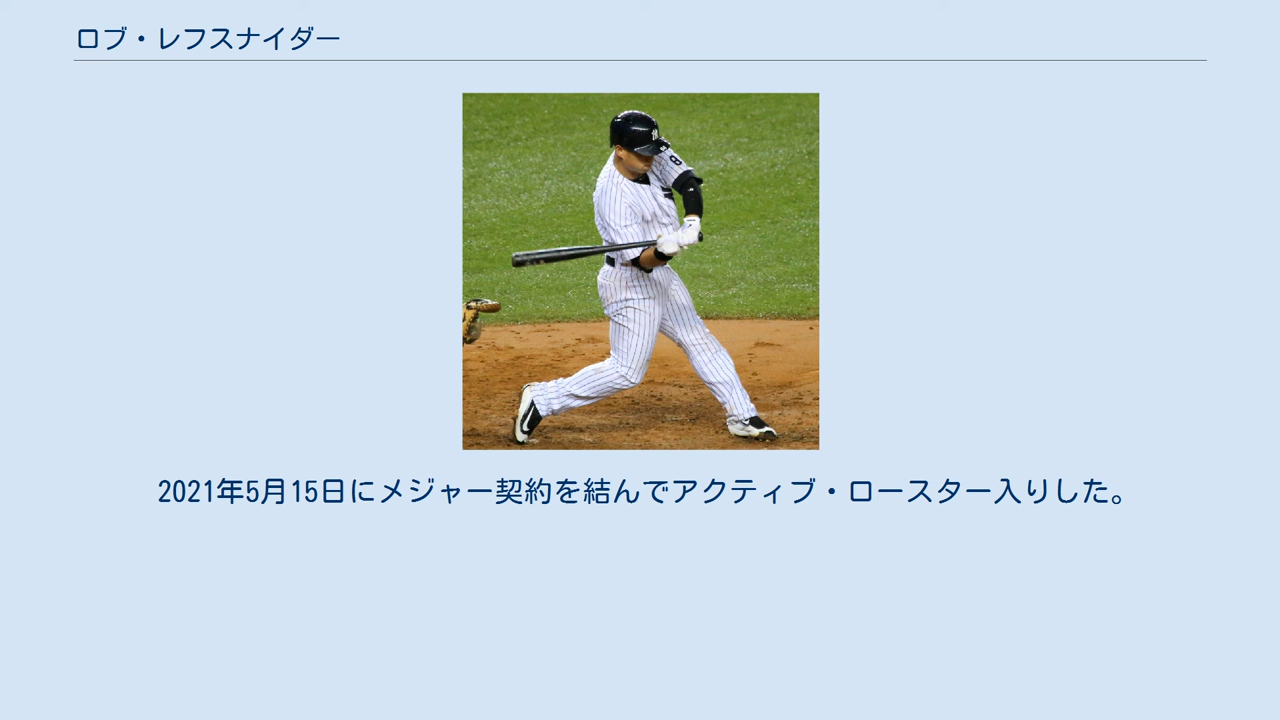 ロブ・レフスナイダー
8
2021年5月15日にメジャー契約を結んでアクティブ・ロースター入りした。